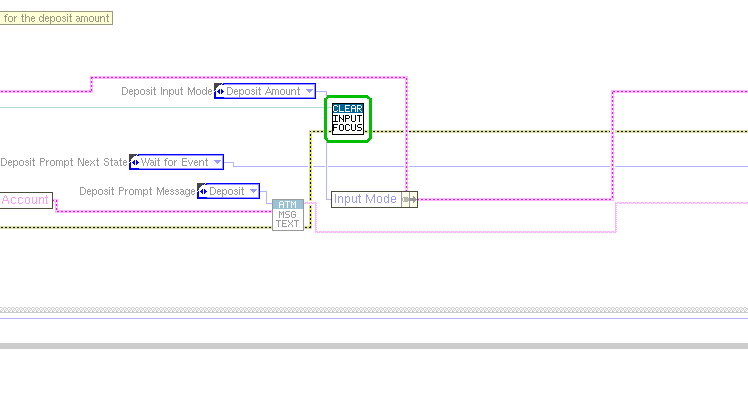 for the deposit amount
Deposit Input Mode
Deposit Amount
CLEAR
INPUT
FOCUS
Deposit Prompt Next State
Wait for Event
Deposit Prompt Message
Deposit
Account
ATM
MSG
TEXT
Input Mode